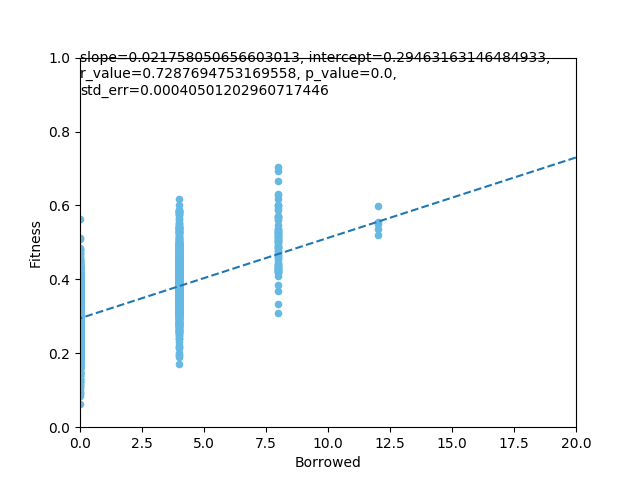 slope=0.021758050656603013, intercept=0.29463163146484933,
r_value=0.7287694753169558, p_value=0.0,
std_err=0.00040501202960717446
1.0
0.8
0.6
0.4
0.2
0.0
Fitness
0.0 2.5 5.0 7.5 10.0 12.5 15.0 17.5 20.0
Borrowed